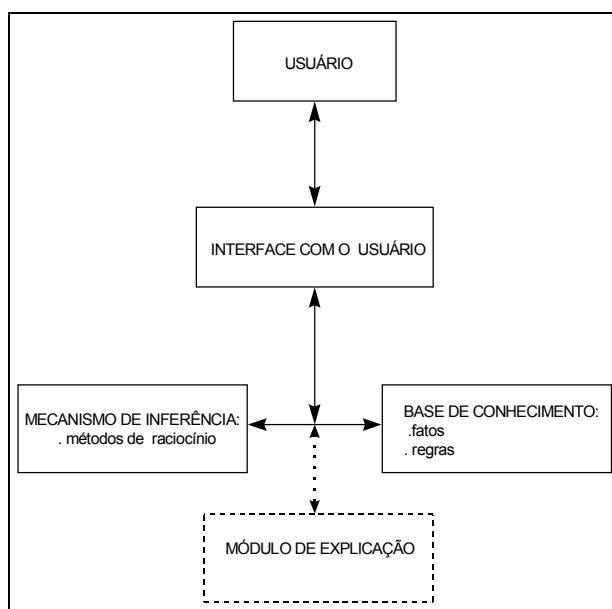 USUÁRIO
INTERFACE COM O USUÁRIO
MECANISMO DE INFERÊNCIA:
. métodos de raciocínio
BASE DE CONHECIMENTO:
.fatos
. regras
MÓDULO DE EXPLICAÇÃO